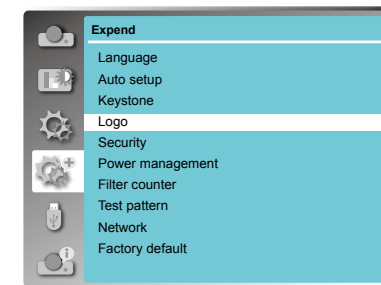 Expend
Language
Auto setup
Keystone
Logo
Security
Power management
Filter counter
Test pattern
Network
Factory default